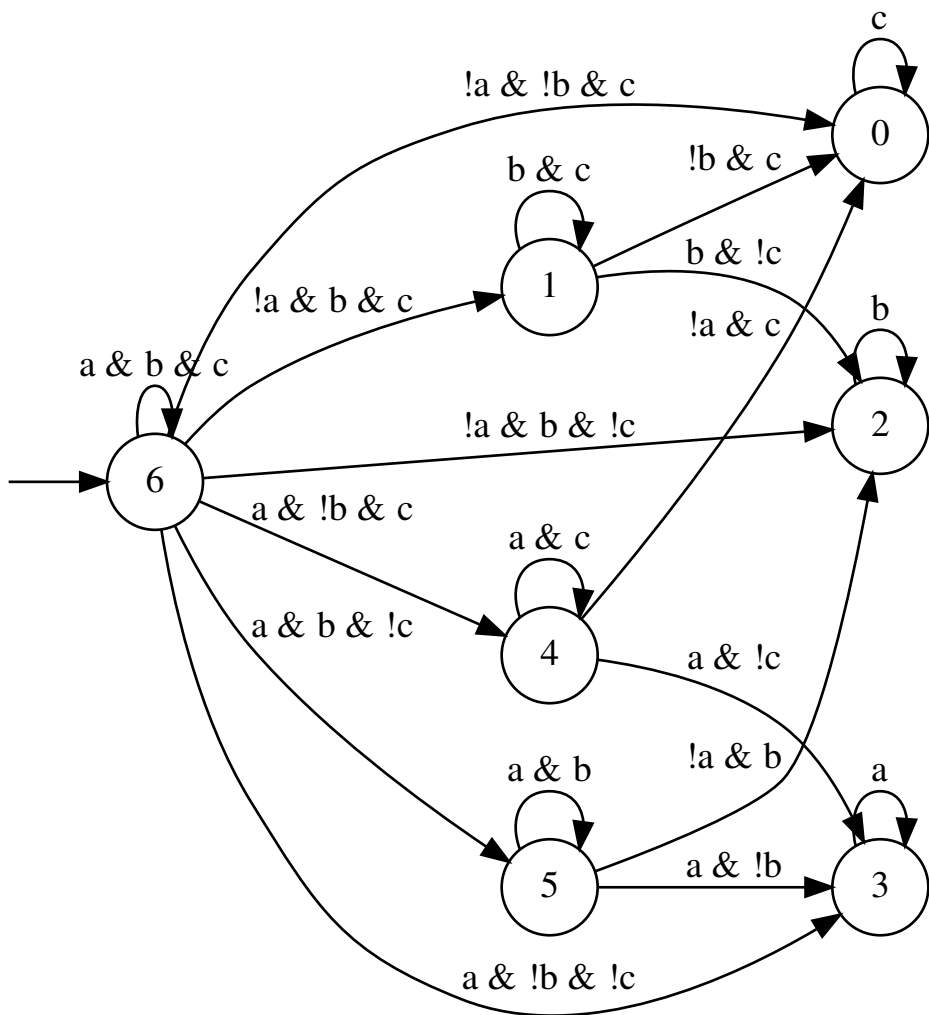 c
!a & !b & c
0
!b & c
b & c
b & !c
1
!a & b & c
!a & c
b
a & b & c
2
!a & b & !c
6
a & !b & c
a & c
a & b & !c
4
a & !c
!a & b
a & b
a
a & !b
5
3
a & !b & !c